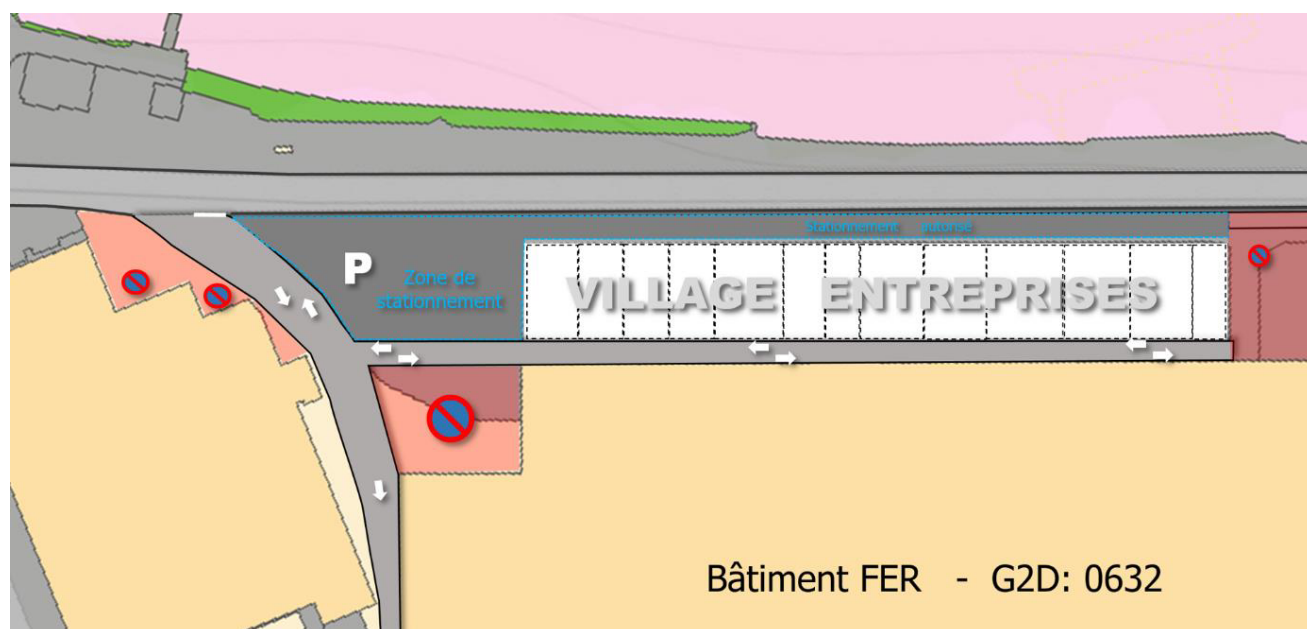 Stationnement autorisé
P
Zone de
stationnement
VILLAGE ENTREPRISES
Bâtiment FER - G2D: 0632